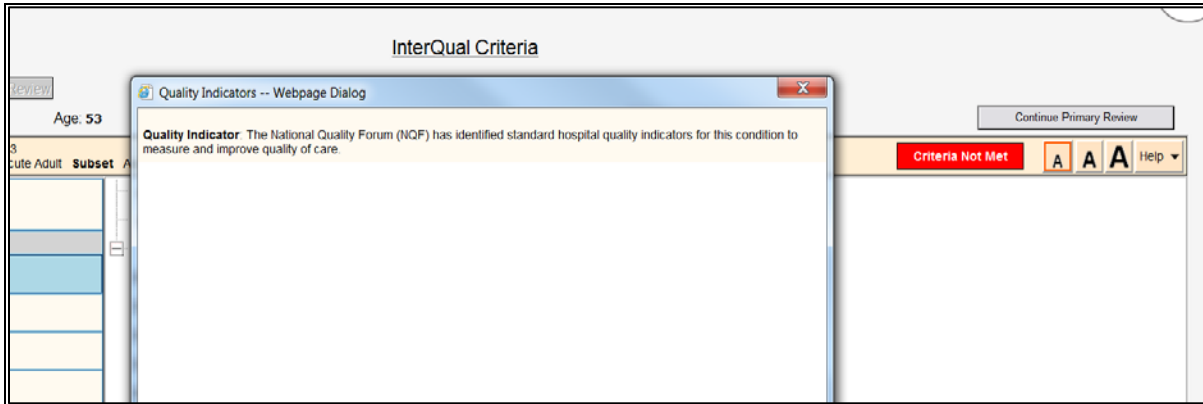 InterQual Criteria
Review
Quality Indicators -- Webpage Dialog
X
Age: 53
Continue Primary Review
Quality Indicator: The National Quality Forum (NQF) has identified standard hospital quality indicators for this condition to
measure and improve quality of care.
3
cute Adult Subset A
Criteria Not Met
A A A Help